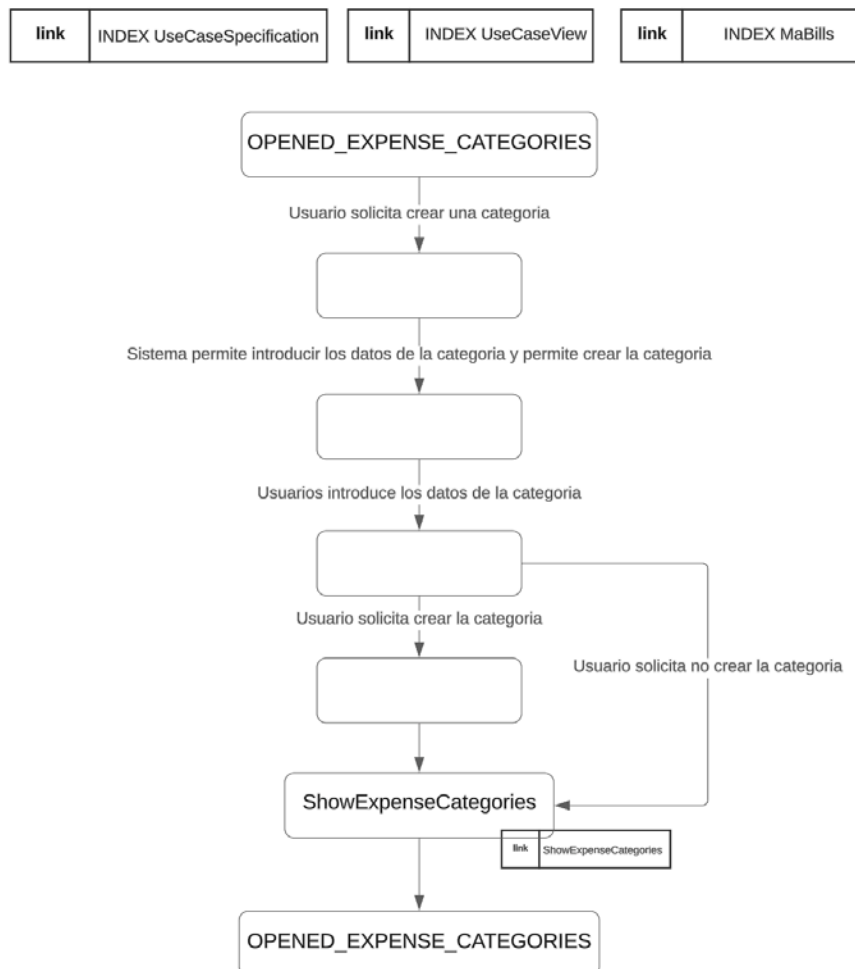 link
INDEX UseCaseSpecification
link
INDEX UseCaseView
link
INDEX MaBills
OPENED_EXPENSE_CATEGORIES
Usuario solicita crear una categoria
Sistema permite introducir los datos de la categoria y permite crear la categoria
Usuarios introduce los datos de la categoria
Usuario solicita crear la categoria
Usuario solicita no crear la categoria
ShowExpenseCategories
link
ShowExpenseCategories
OPENED_EXPENSE_CATEGORIES